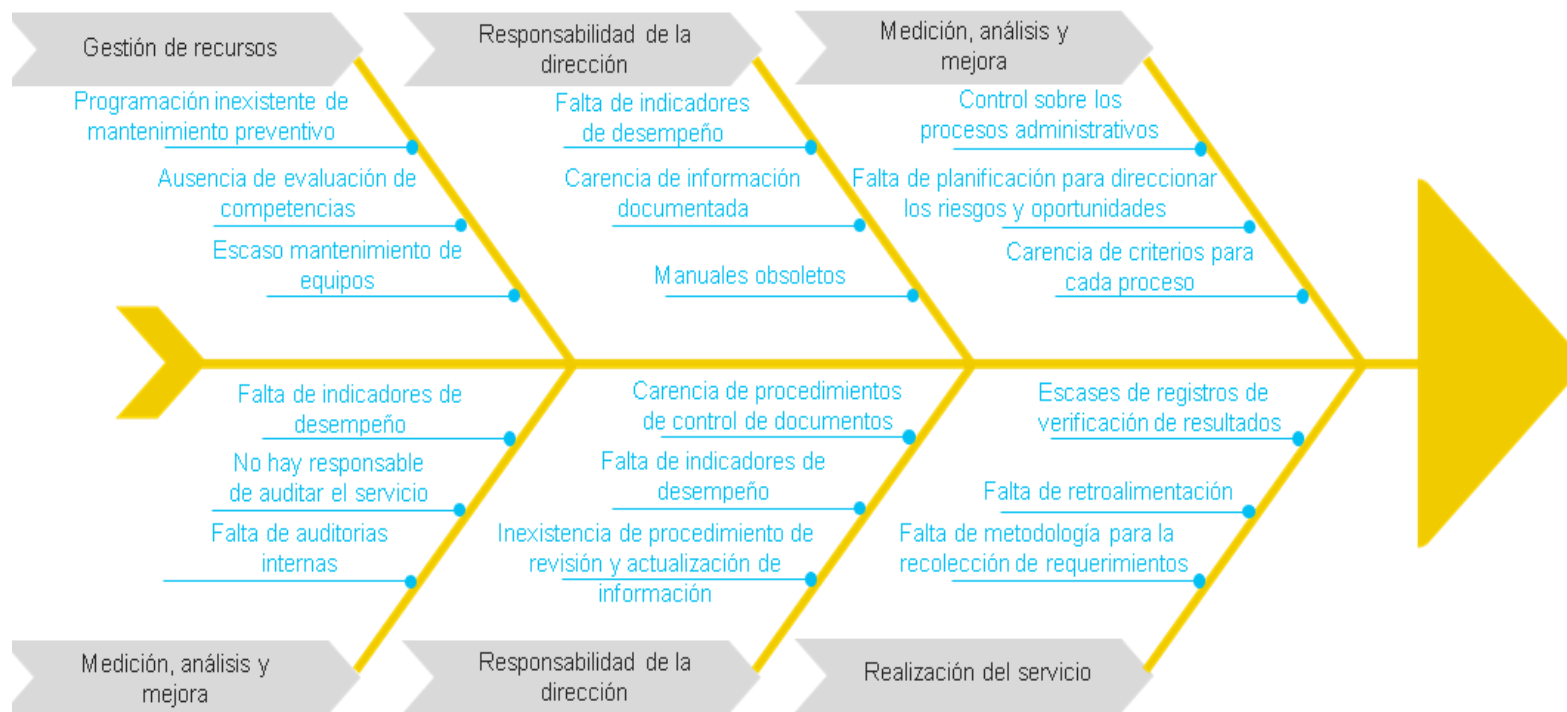 Gestión de recursos
Responsabilidad de la
dirección
Medición, análisis y
mejora
Programación inexistente de
mantenimiento preventivo
Ausencia de evaluación de
competencias
Escaso mantenimiento de
equipos
Falta de indicadores
de desempeño
Carencia de información
documentada
Manuales obsoletos
Control sobre los
procesos administrativos
Falta de planificación para direccionar
los riesgos y oportunidades
Carencia de criterios para
cada proceso
Falta de indicadores de
desempeño
No hay responsable
de auditar el servicio
Falta de auditorias
internas
Carencia de procedimientos
de control de documentos
Falta de indicadores de
desempeño
Inexistencia de procedimiento de
revisión y actualización de
información
Escases de registros de
verificación de resultados
Falta de retroalimentación
Falta de metodología para la
recolección de requerimientos
Medición, análisis y
mejora
Responsabilidad de la
dirección
Realización del servicio